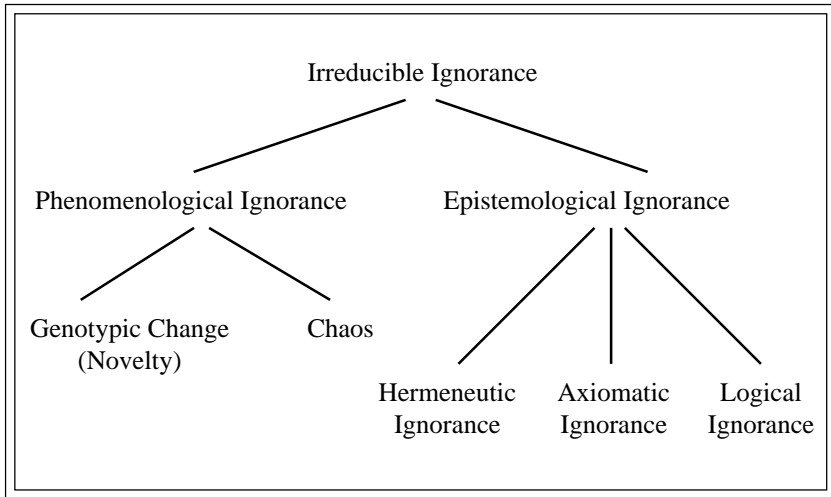 Irreducible Ignorance
Phenomenological Ignorance
Epistemological Ignorance
Genotypic Change
(Novelty)
Chaos
Hermeneutic
Ignorance
Axiomatic
Ignorance
Logical
Ignorance